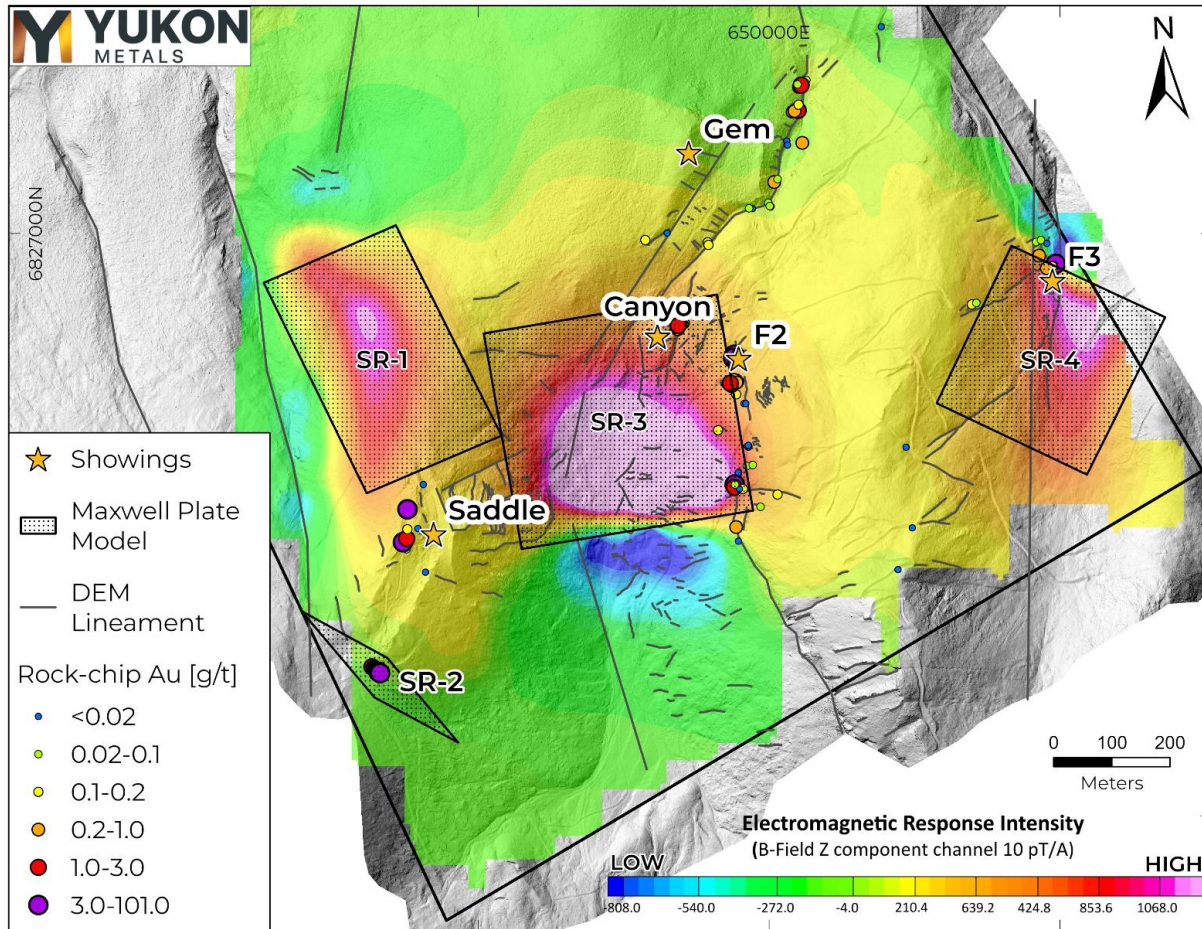 YUKON
METALS
650000E
N
6827000N
Gem
F3
Canyon
F2
SR-1
SR-4
SR-3
Saddle
SR-2
Showings
Maxwell Plate
Model
DEM
Lineament
Rock-chip Au [g/t]
<0.02
0.02-0.1
0.1-0.2
0.2-1.0
1.0-3.0
3.0-101.0
0 100 200
Meters
Electromagnetic Response Intensity
(B-Field Z component channel 10 pT/A)
LOW HIGH
-808.0 -540.0 -272.0 -4.0 210.4 639.2 424.8 853.6 1068.0